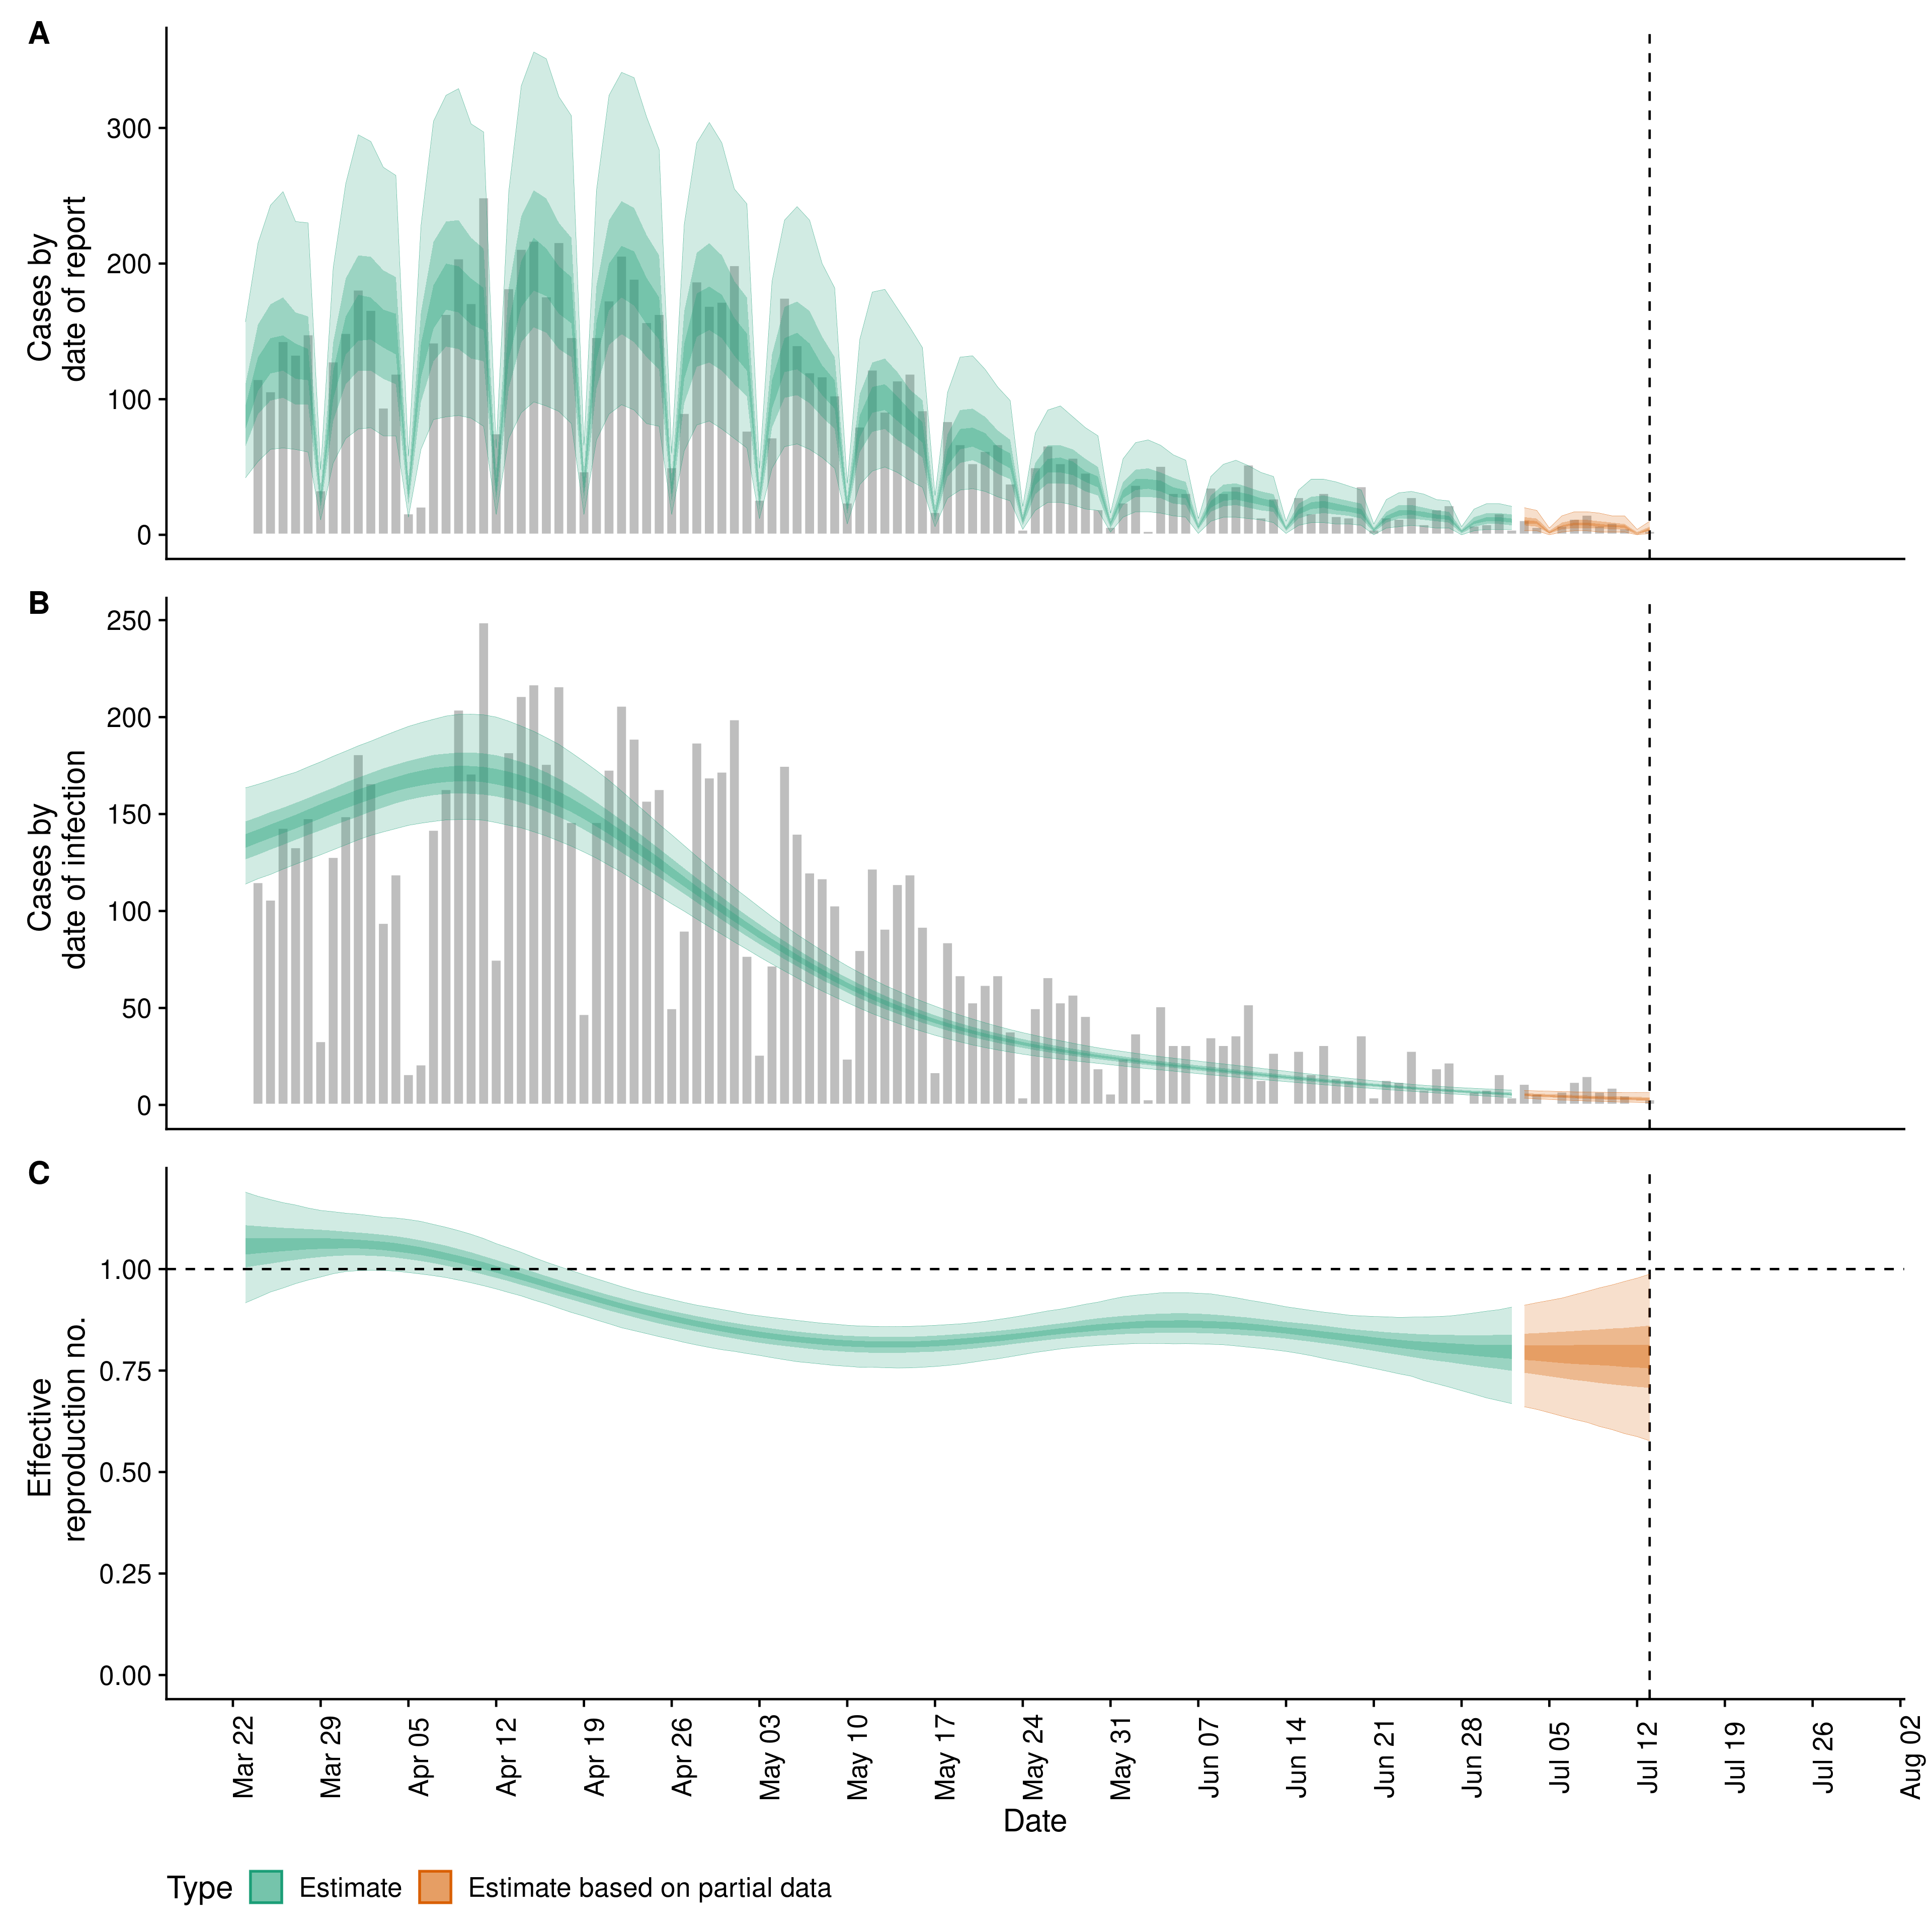 A
Cases by
date of report
300
200
100
0
B
Cases by
date of infection
250
200
150
100
50
0
C
Effective
reproduction no.
1.00
0.75
0.50
0.25
0.00
Mar 22
Mar 29
Apr 05
Apr 12
Apr 19
Apr 26
May 03
May 10
May 17
May 24
May 31
Jun 07
Jun 14
Jun 21
Jun 28
Jul 05
Jul 12
Jul 19
Jul 26
Aug 02
Date
Type Estimate Estimate based on partial data